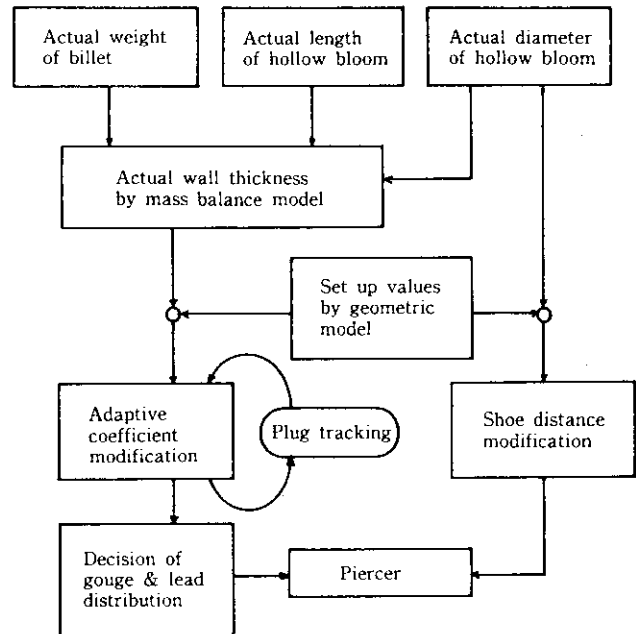 Actual weight
of billet
Actual length
of hollow bloom
Actual diameter
of hollow bloom
Actual wall thickness
by mass balance model
Set up values
by geometric
model
Adaptive
coefficient
modification
Plug tracking
Shoe distance
modification
Decision of
gouge & lead
distribution
Piercer